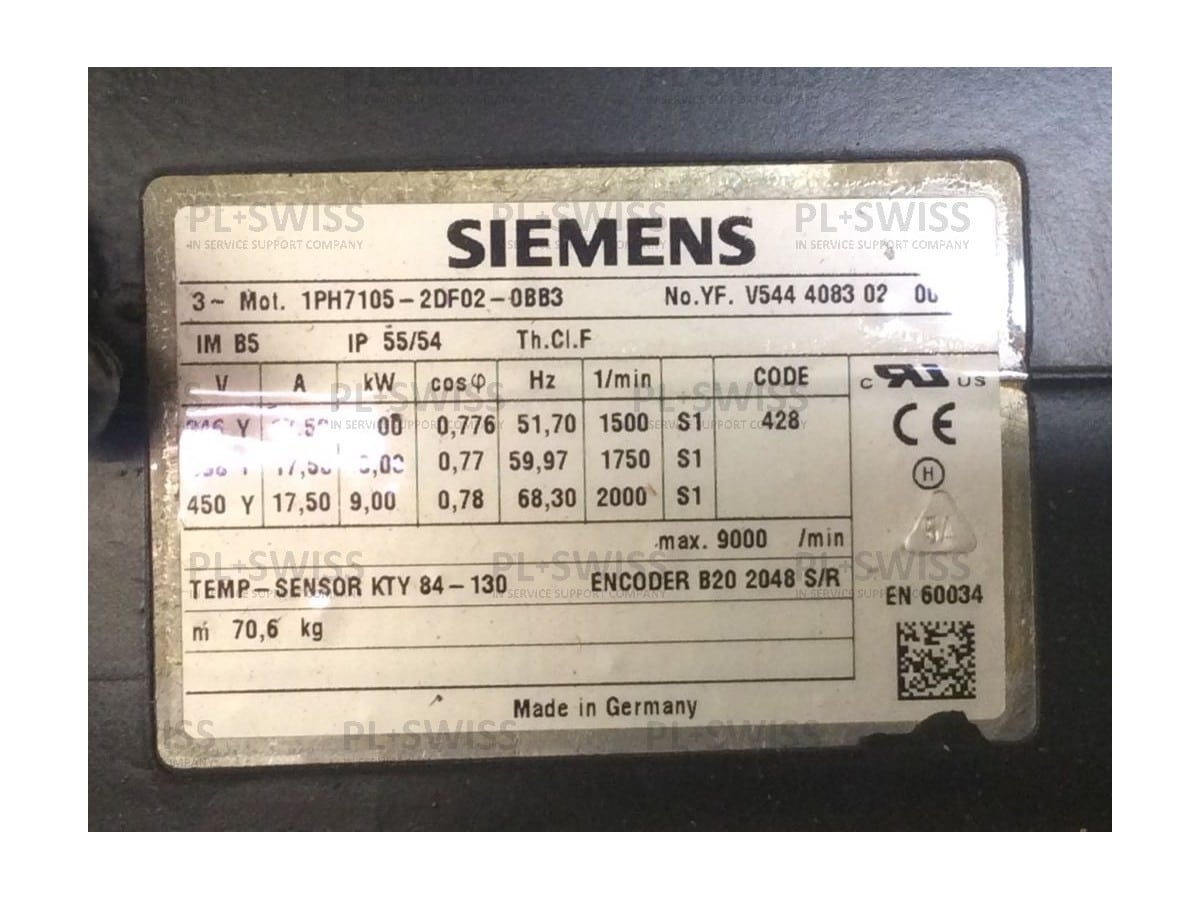 SIEMENS
3~ Mot. 1PH7105-2DF02-0BB3 No.YF. V544 4083 02
IM B5 IP 55/54 Th.Cl.F
V A kW cosφ Hz 1/min CODE
Y 0,776 51,70 1500 S1 428
0,77 59,97 1750 S1
450 Y 17,50 9,00 0,78 68,30 2000 S1
max. 9000 /min
TEMP-SENSOR KTY 84-130 ENCODER B20 2048 S/R
m 70,6 kg
Made in Germany
c US
CE
H
EN 60034
PL+SWISS
IN SERVICE SUPPORT COMPANY